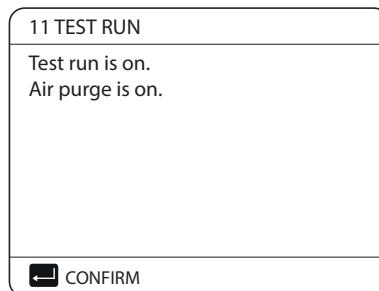 11 TEST RUN
Test run is on.
Air purge is on.
CONFIRM